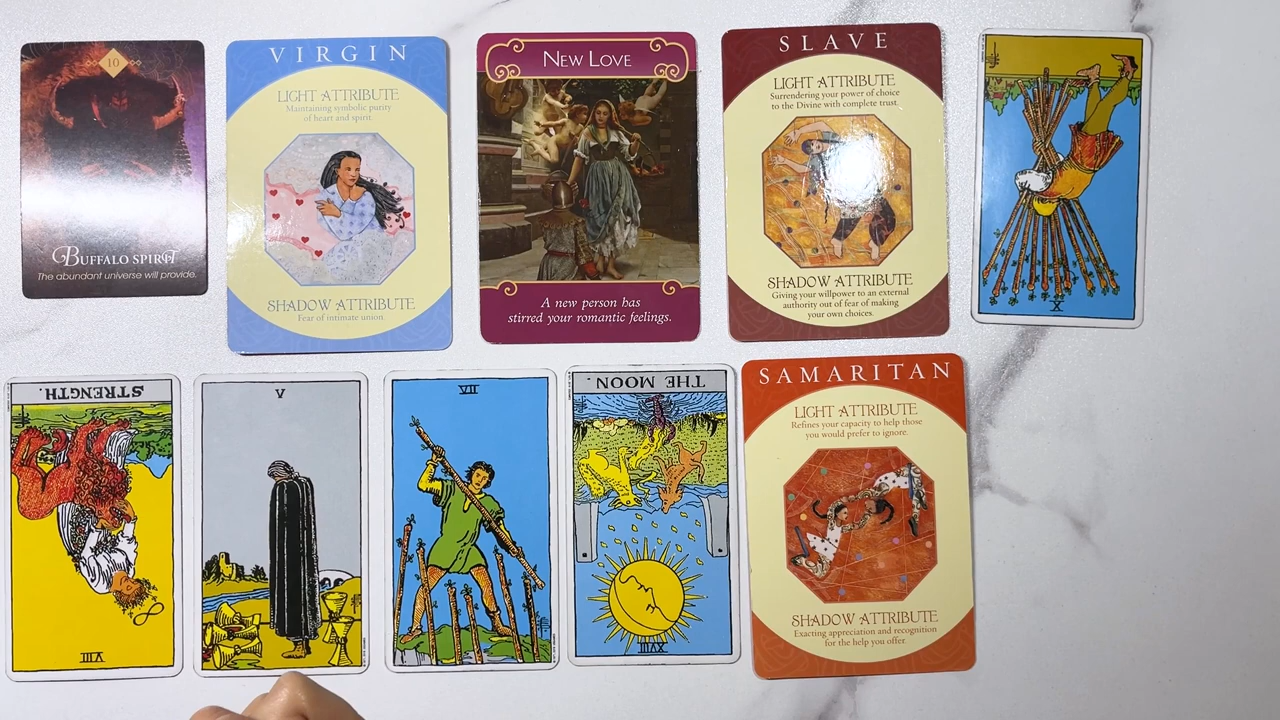 10
BUFFALO SPIRIT
The abundant universe will provide.
VIRGIN
LIGHT ATTRIBUTE
Maintaining symbolic purity
of heart and spirit.
SHADOW ATTRIBUTE
Fear of intimate union.
NEW LOVE
A new person has
stirred your romantic feelings.
SLAVE
LIGHT ATTRIBUTE
Surrendering your power of choice
to the Divine with complete trust.
SHADOW ATTRIBUTE
Giving your willpower to an external
authority out of fear of making
your own choices.
X
STRENGTH.
VIII
V
VII
THE MOON.
XVIII
SAMARITAN
LIGHT ATTRIBUTE
Refines your capacity to help those
you would prefer to ignore.
SHADOW ATTRIBUTE
Exacting appreciation and recognition
for the help you offer.